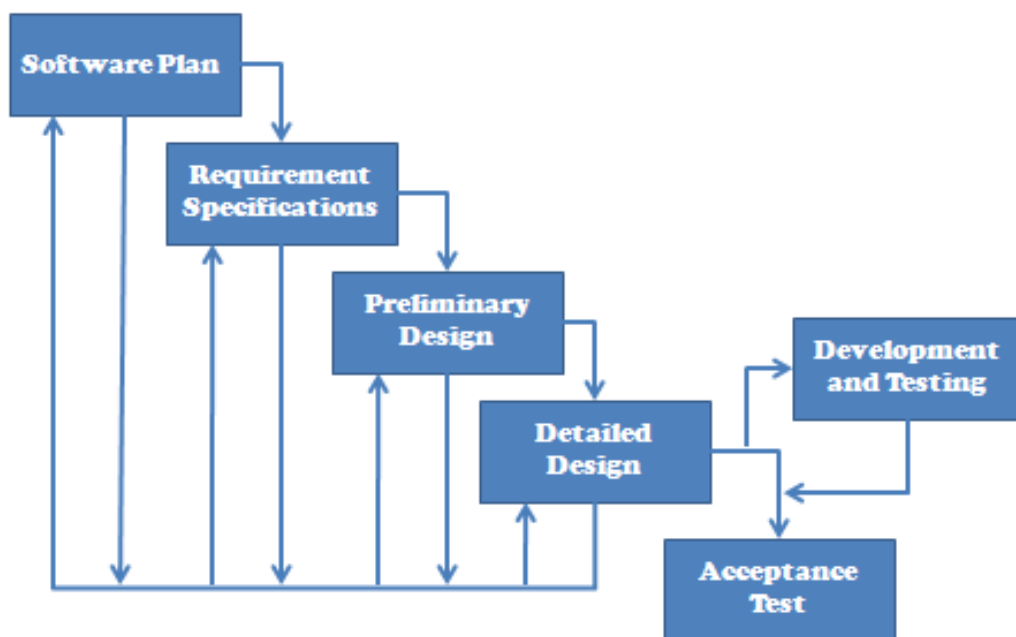 Software Plan
Requirement
Specifications
Preliminary
Design
Detailed
Design
Development
and Testing
Acceptance
Test